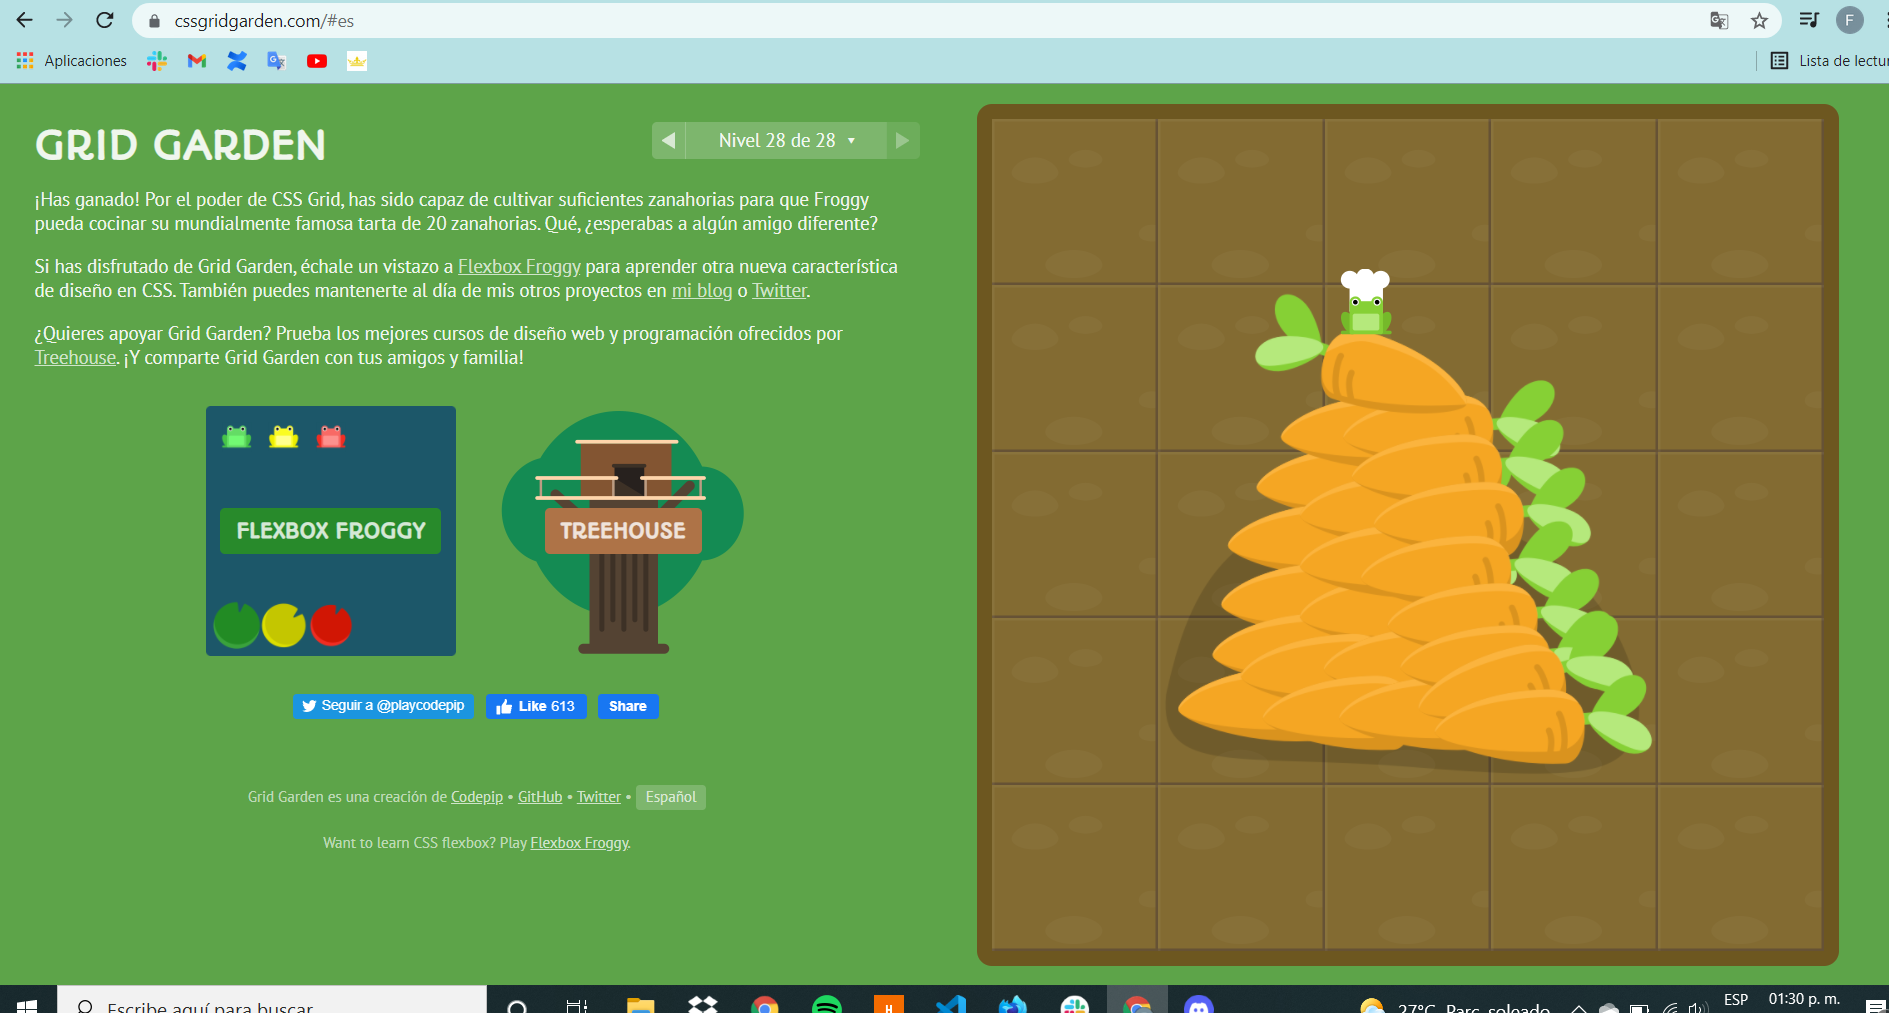 cssgridgarden.com/#es
F
Aplicaciones
Lista de lectur
GRID GARDEN
Nivel 28 de 28
¡Has ganado! Por el poder de CSS Grid, has sido capaz de cultivar suficientes zanahorias para que Froggy
pueda cocinar su mundialmente famosa tarta de 20 zanahorias. Qué, ¿esperabas a algún amigo diferente?
Si has disfrutado de Grid Garden, échale un vistazo a Flexbox Froggy para aprender otra nueva característica
de diseño en CSS. También puedes mantenerte al día de mis otros proyectos en mi blog o Twitter.
¿Quieres apoyar Grid Garden? Prueba los mejores cursos de diseño web y programación ofrecidos por
Treehouse. ¡Y comparte Grid Garden con tus amigos y familia!
FLEXBOX FROGGY
TREEHOUSE
Seguir a @playcodepip
Like 613
Share
Grid Garden es una creación de Codepip • GitHub • Twitter • Español
Want to learn CSS flexbox? Play Flexbox Froggy.
Escribe aquí para buscar
H
27°C Parc. soleado
ESP
01:30 p. m.